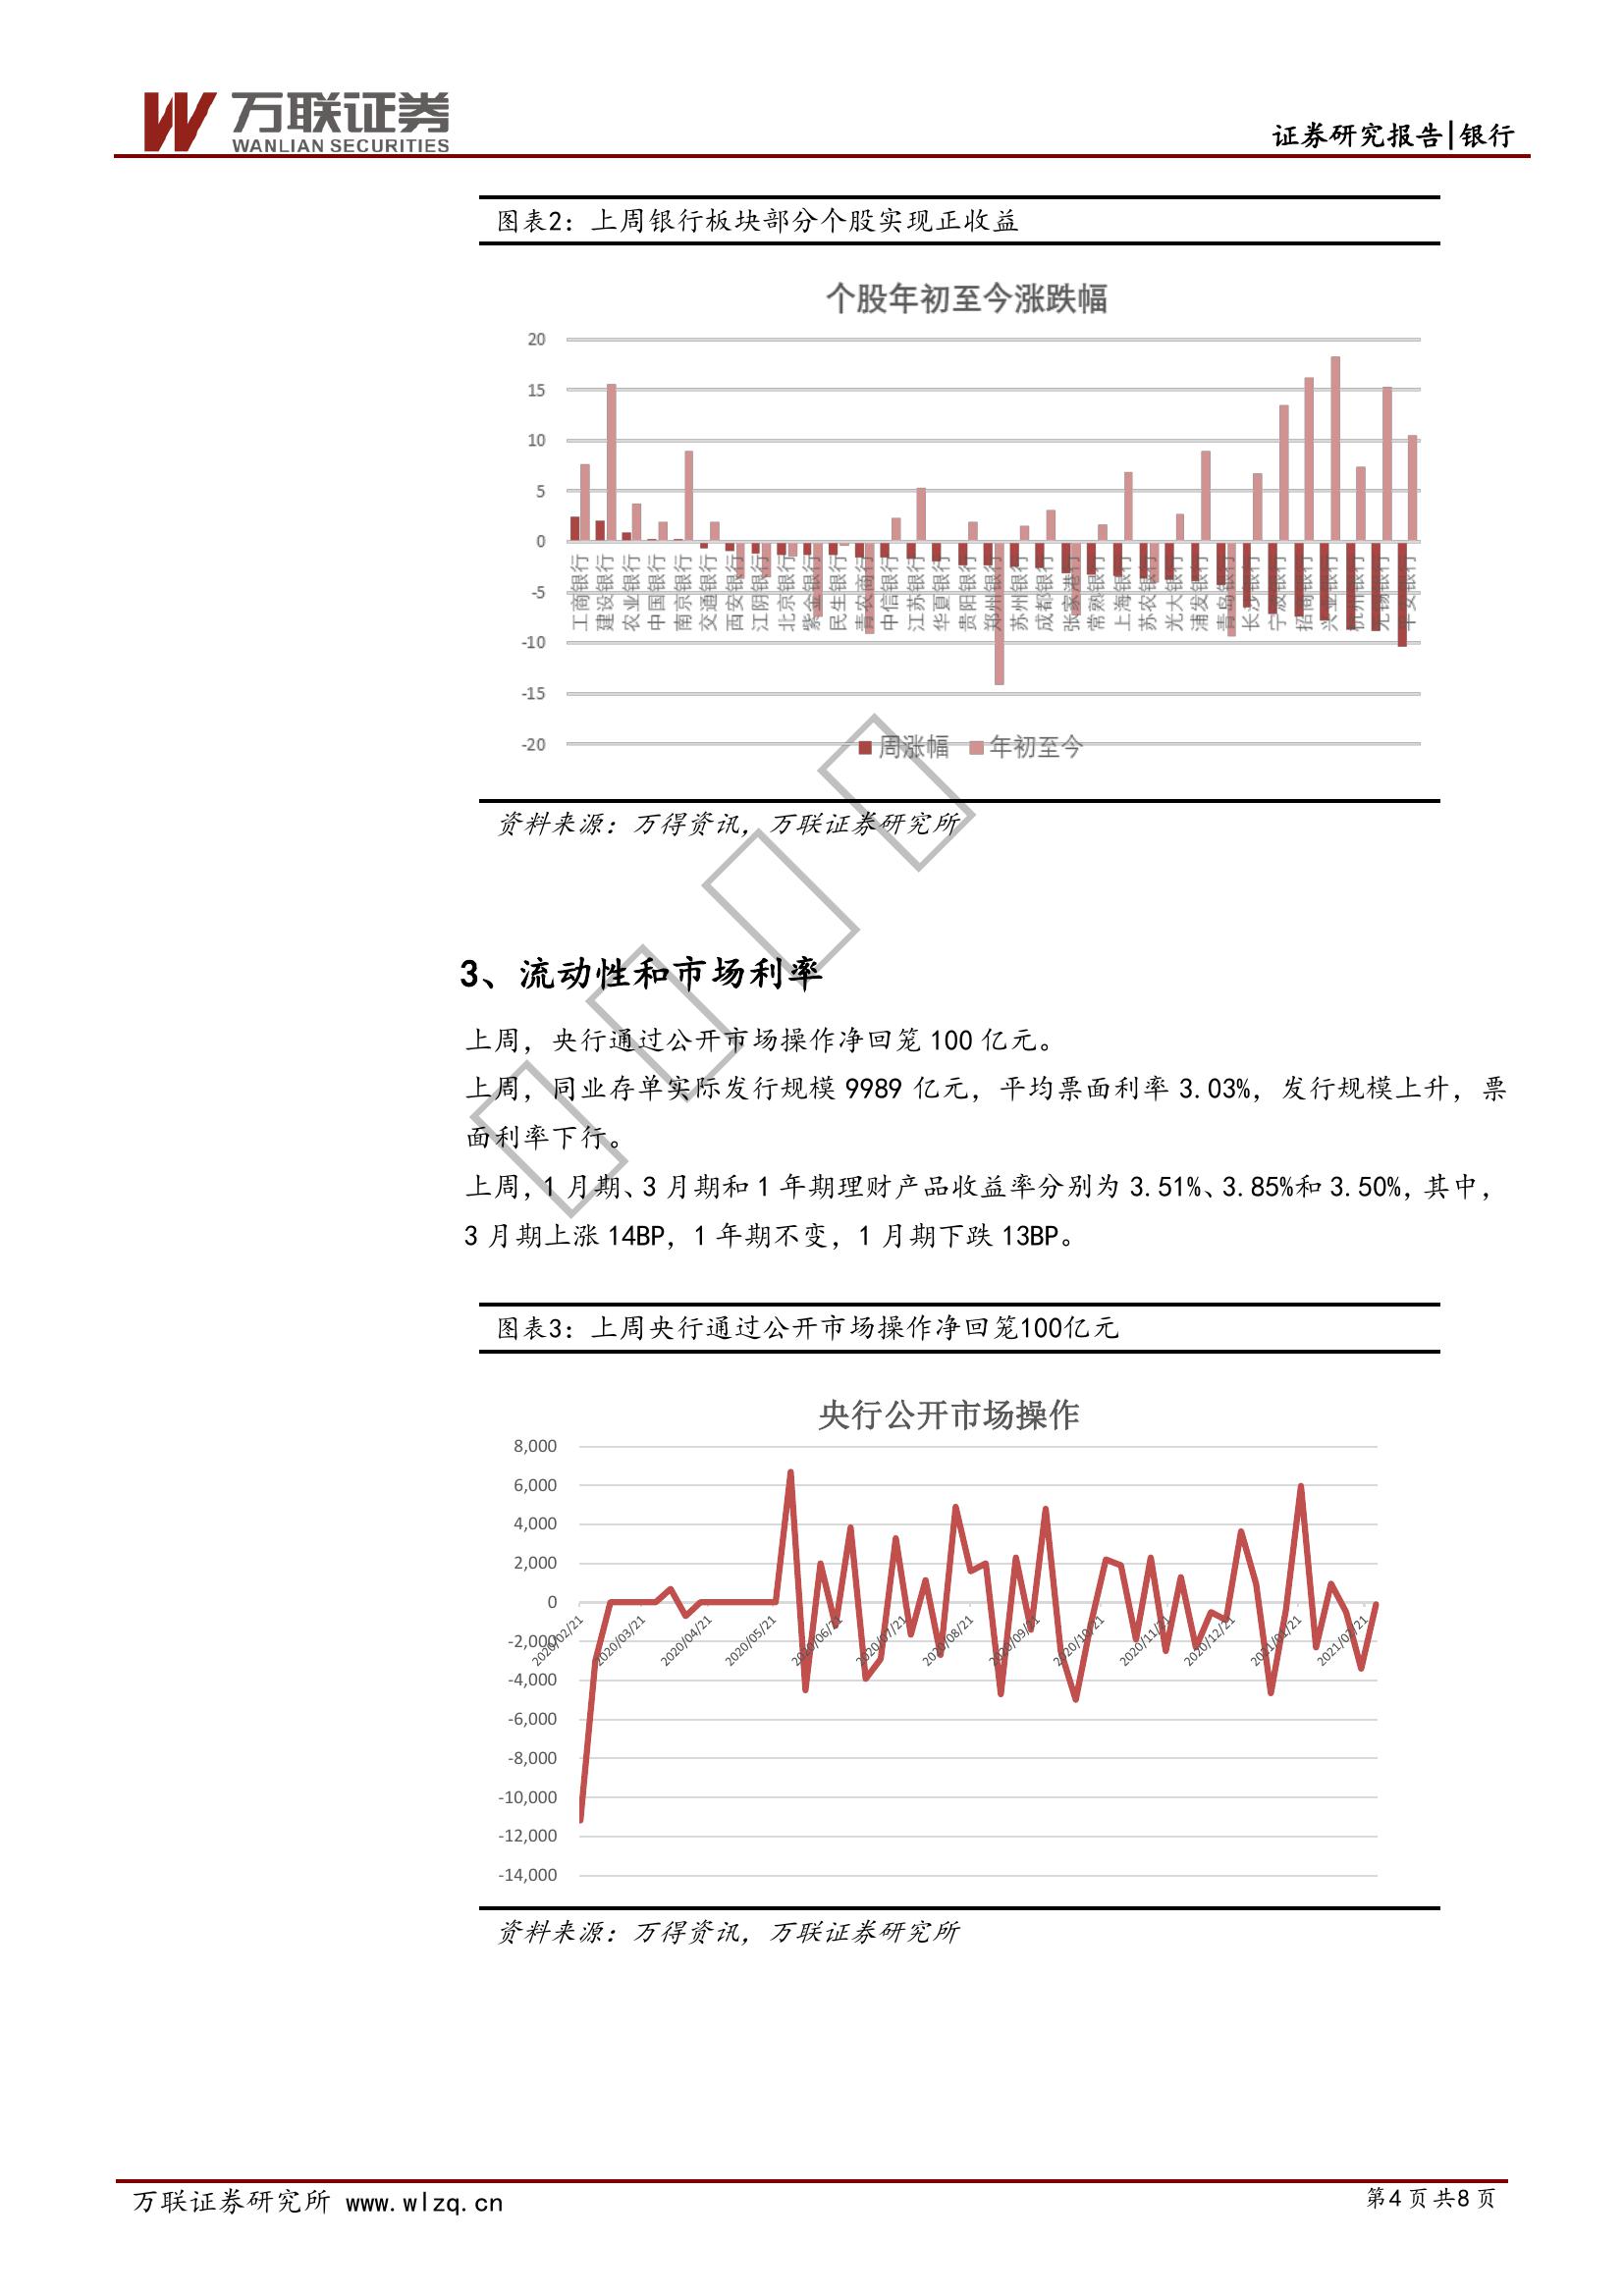 万联证券
WANLIAN SECURITIES
证券研究报告|银行
图表2：上周银行板块部分个股实现正收益
个股年初至今涨跌幅
20
15
10
5
0
-5
-10
-15
-20
工商银行
建设银行
农业银行
中国银行
南京银行
交通银行
西安银行
江阴银行
北京银行
紫金银行
民生银行
青农商行
中信银行
江苏银行
华夏银行
贵阳银行
郑州银行
苏州银行
成都银行
张家港行
常熟银行
上海银行
苏农银行
光大银行
浦发银行
青岛银行
长沙银行
宁波银行
招商银行
兴业银行
杭州银行
无锡银行
平安银行
周涨幅 年初至今
资料来源：万得资讯，万联证券研究所
3、流动性和市场利率
上周，央行通过公开市场操作净回笼 100 亿元。
上周，同业存单实际发行规模 9989 亿元，平均票面利率 3.03%，发行规模上升，票
面利率下行。
上周，1 月期、3 月期和 1 年期理财产品收益率分别为 3.51%、3.85%和 3.50%，其中，
3 月期上涨 14BP，1 年期不变，1 月期下跌 13BP。
图表3：上周央行通过公开市场操作净回笼100亿元
央行公开市场操作
8,000
6,000
4,000
2,000
0
-2,000
-4,000
-6,000
-8,000
-10,000
-12,000
-14,000
2020/02/21
2020/03/21
2020/04/21
2020/05/21
2020/06/21
2020/07/21
2020/08/21
2020/09/21
2020/10/21
2020/11/21
2020/12/21
2021/01/21
2021/02/21
资料来源：万得资讯，万联证券研究所
万联证券研究所 www.wlzq.cn
第4页共8页